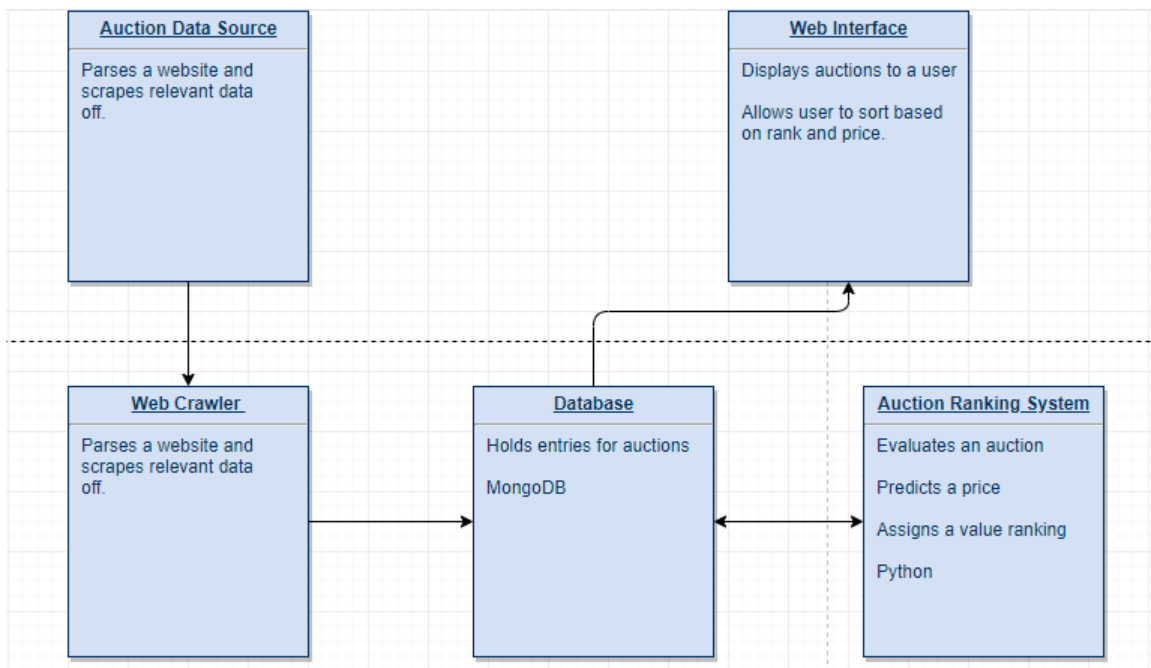 Auction Data Source
Parses a website and
scrapes relevant data
off.
Web Interface
Displays auctions to a user
Allows user to sort based
on rank and price.
Web Crawler
Parses a website and
scrapes relevant data
off.
Database
Holds entries for auctions
MongoDB
Auction Ranking System
Evaluates an auction
Predicts a price
Assigns a value ranking
Python